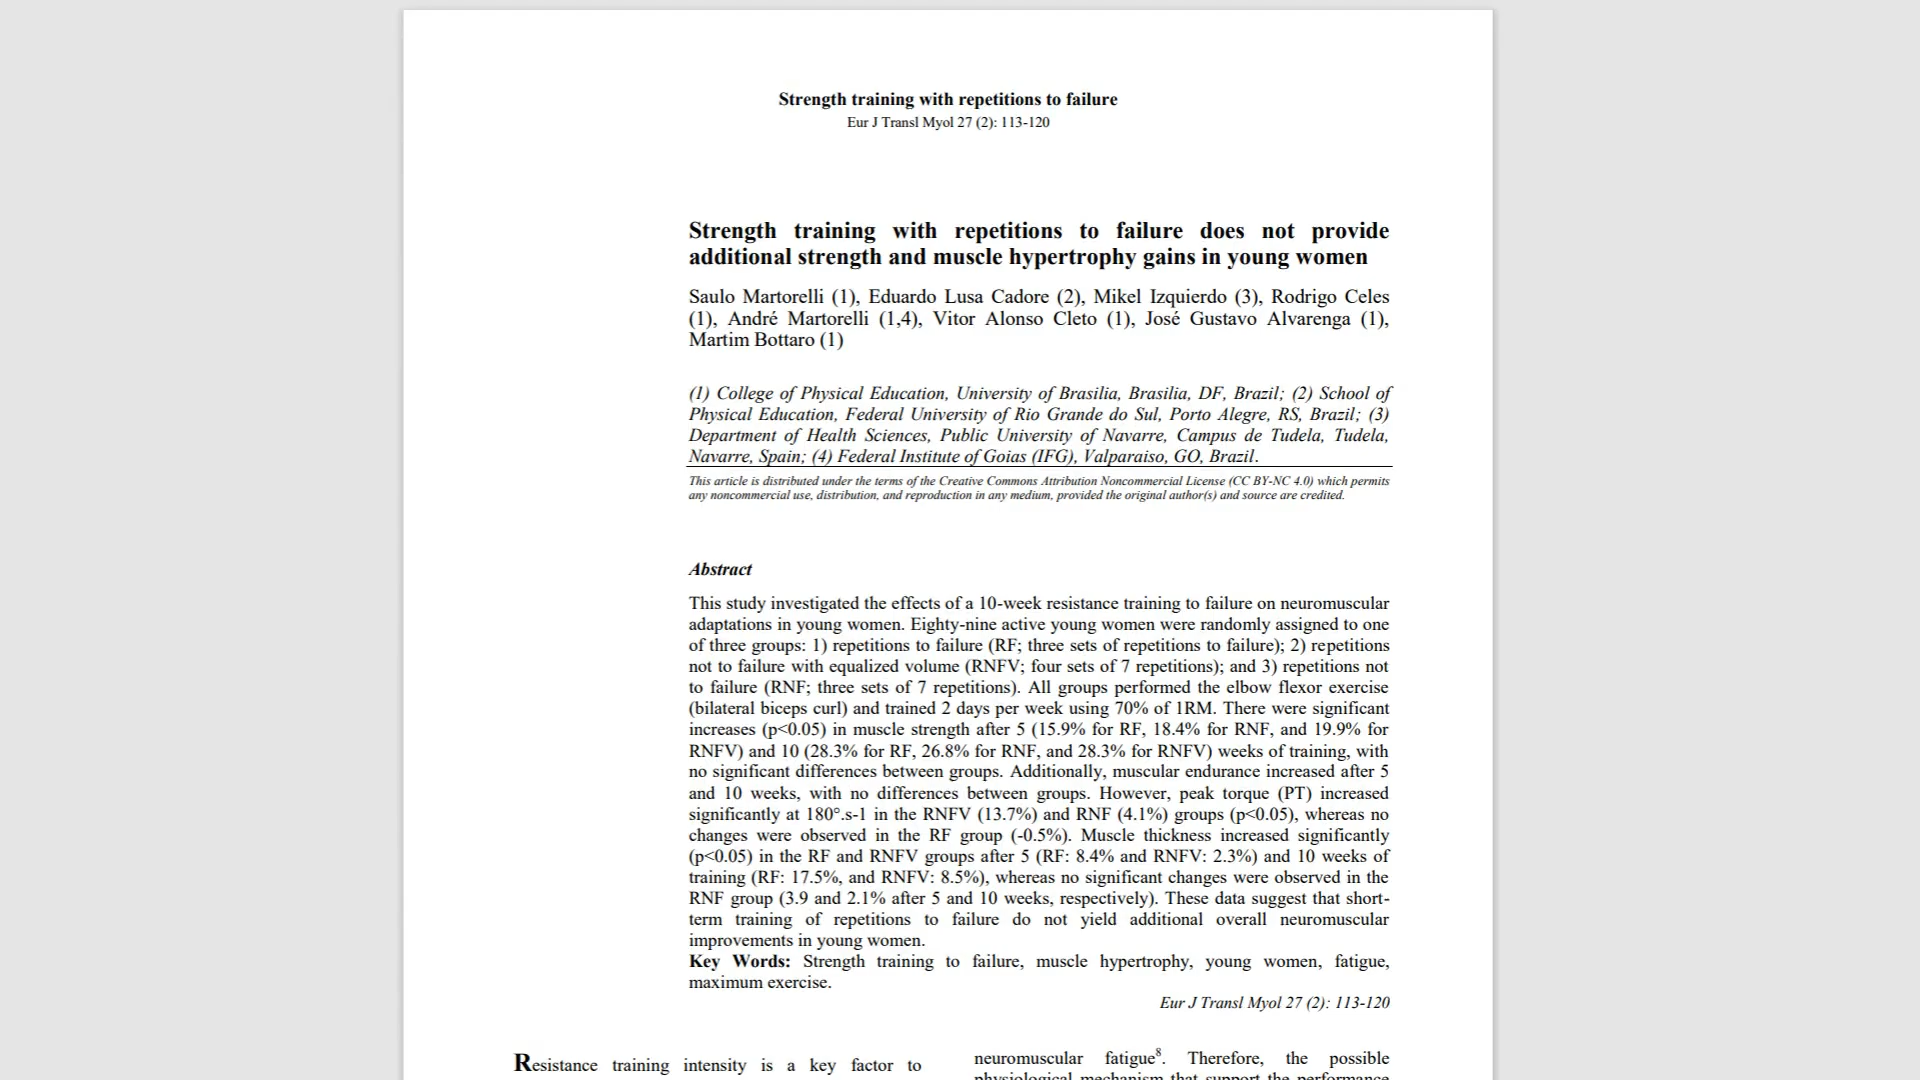 Strength training with repetitions to failure
Eur J Transl Myol 27 (2): 113-120
Strength training with repetitions to failure does not provide
additional strength and muscle hypertrophy gains in young women
Saulo Martorelli (1), Eduardo Lusa Cadore (2), Mikel Izquierdo (3), Rodrigo Celes
(1), André Martorelli (1,4), Vitor Alonso Cleto (1), José Gustavo Alvarenga (1),
Martim Bottaro (1)
(1) College of Physical Education, University of Brasilia, Brasilia, DF, Brazil; (2) School of
Physical Education, Federal University of Rio Grande do Sul, Porto Alegre, RS, Brazil; (3)
Department of Health Sciences, Public University of Navarre, Campus de Tudela, Tudela,
Navarre, Spain; (4) Federal Institute of Goias (IFG), Valparaiso, GO, Brazil.
This article is distributed under the terms of the Creative Commons Attribution Noncommercial License (CC BY-NC 4.0) which permits
any noncommercial use, distribution, and reproduction in any medium, provided the original author(s) and source are credited.
Abstract
This study investigated the effects of a 10-week resistance training to failure on neuromuscular
adaptations in young women. Eighty-nine active young women were randomly assigned to one
of three groups: 1) repetitions to failure (RF; three sets of repetitions to failure); 2) repetitions
not to failure with equalized volume (RNFV; four sets of 7 repetitions); and 3) repetitions not
to failure (RNF; three sets of 7 repetitions). All groups performed the elbow flexor exercise
(bilateral biceps curl) and trained 2 days per week using 70% of 1RM. There were significant
increases (p<0.05) in muscle strength after 5 (15.9% for RF, 18.4% for RNF, and 19.9% for
RNFV) and 10 (28.3% for RF, 26.8% for RNF, and 28.3% for RNFV) weeks of training, with
no significant differences between groups. Additionally, muscular endurance increased after 5
and 10 weeks, with no differences between groups. However, peak torque (PT) increased
significantly at 180°.s-1 in the RNFV (13.7%) and RNF (4.1%) groups (p<0.05), whereas no
changes were observed in the RF group (-0.5%). Muscle thickness increased significantly
(p<0.05) in the RF and RNFV groups after 5 (RF: 8.4% and RNFV: 2.3%) and 10 weeks of
training (RF: 17.5%, and RNFV: 8.5%), whereas no significant changes were observed in the
RNF group (3.9 and 2.1% after 5 and 10 weeks, respectively). These data suggest that short-
term training of repetitions to failure do not yield additional overall neuromuscular
improvements in young women.
Key Words: Strength training to failure, muscle hypertrophy, young women, fatigue,
maximum exercise.
Eur J Transl Myol 27 (2): 113-120
Resistance training intensity is a key factor to
neuromuscular fatigue8. Therefore, the possible
physiological mechanism that support the performance